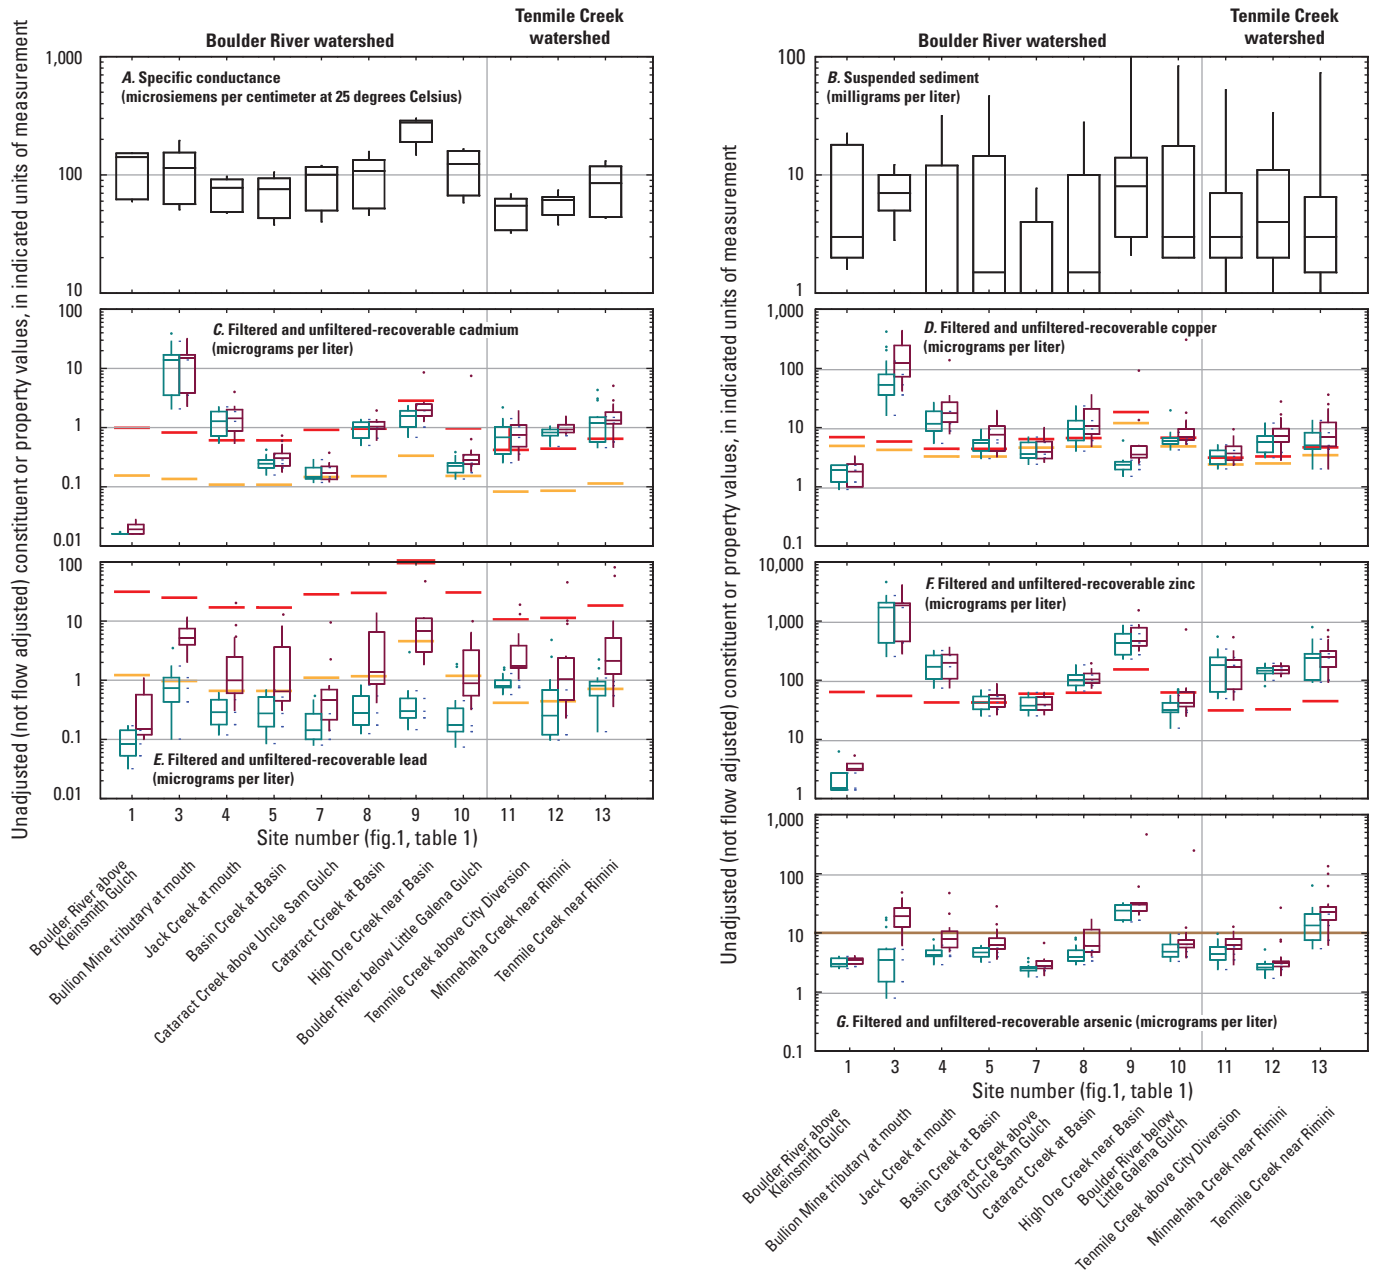 Unadjusted (not flow adjusted) constituent or property values, in indicated units of measurement
Boulder River watershed
Tenmile Creek
watershed
A. Specific conductance
(microsiemens per centimeter at 25 degrees Celsius)
1,000
100
10
C. Filtered and unfiltered-recoverable cadmium
(micrograms per liter)
100
10
1
0.1
0.01
E. Filtered and unfiltered-recoverable lead
(micrograms per liter)
100
10
1
0.1
0.01
1 3 4 5 7 8 9 10 11 12 13
Site number (fig.1, table 1)
Boulder River above
Kleinsmith Gulch
Bullion Mine tributary at mouth
Jack Creek at mouth
Basin Creek at Basin
Cataract Creek above Uncle Sam Gulch
Cataract Creek at Basin
High Ore Creek near Basin
Boulder River below Little Galena Gulch
Tenmile Creek above City Diversion
Minnehaha Creek near Rimini
Tenmile Creek near Rimini
Unadjusted (not flow adjusted) constituent or property values, in indicated units of measurement
Boulder River watershed
Tenmile Creek
watershed
B. Suspended sediment
(milligrams per liter)
100
10
1
D. Filtered and unfiltered-recoverable copper
(micrograms per liter)
1,000
100
10
1
0.1
F. Filtered and unfiltered-recoverable zinc
(micrograms per liter)
10,000
1,000
100
10
1
1,000
100
10
1
0.1
G. Filtered and unfiltered-recoverable arsenic (micrograms per liter)
1 3 4 5 7 8 9 10 11 12 13
Site number (fig.1, table 1)
Boulder River above
Kleinsmith Gulch
Bullion Mine tributary at mouth
Jack Creek at mouth
Basin Creek at Basin
Cataract Creek above
Uncle Sam Gulch
Cataract Creek at Basin
High Ore Creek near Basin
Boulder River below
Little Galena Gulch
Tenmile Creek above City Diversion
Minnehaha Creek near Rimini
Tenmile Creek near Rimini